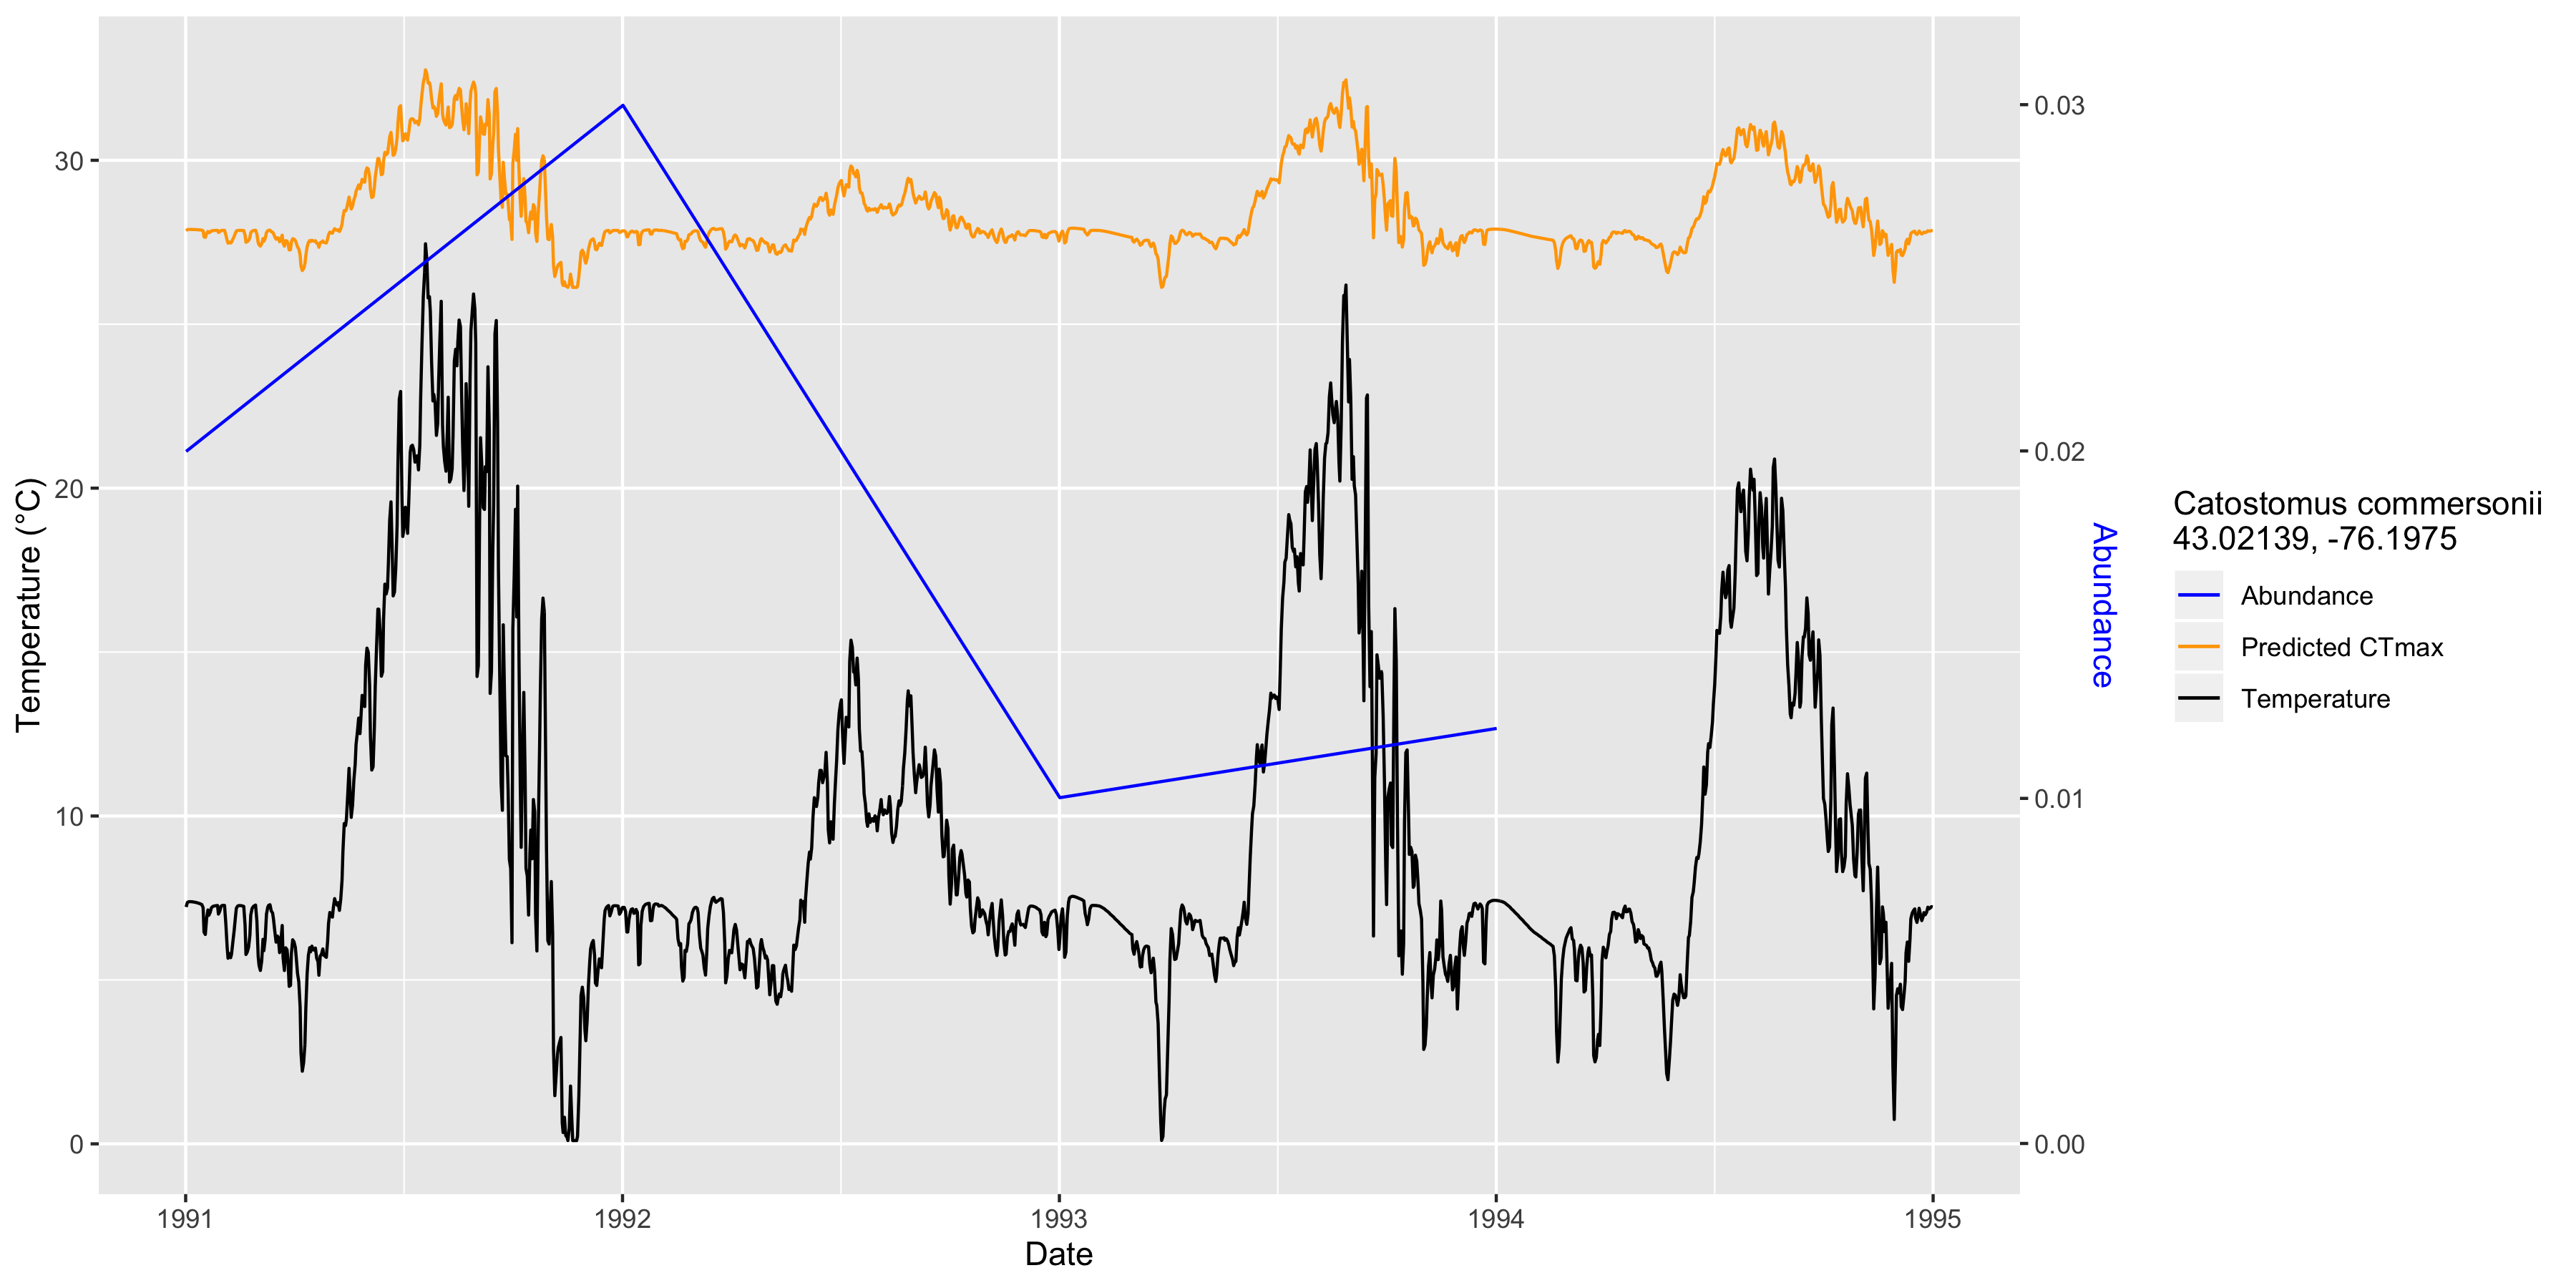 Temperature (°C)
30
20
10
0
0.03
0.02
0.01
0.00
Abundance
1991
1992
1993
1994
1995
Date
Catostomus commersonii
43.02139, -76.1975
Abundance
Predicted CTmax
Temperature